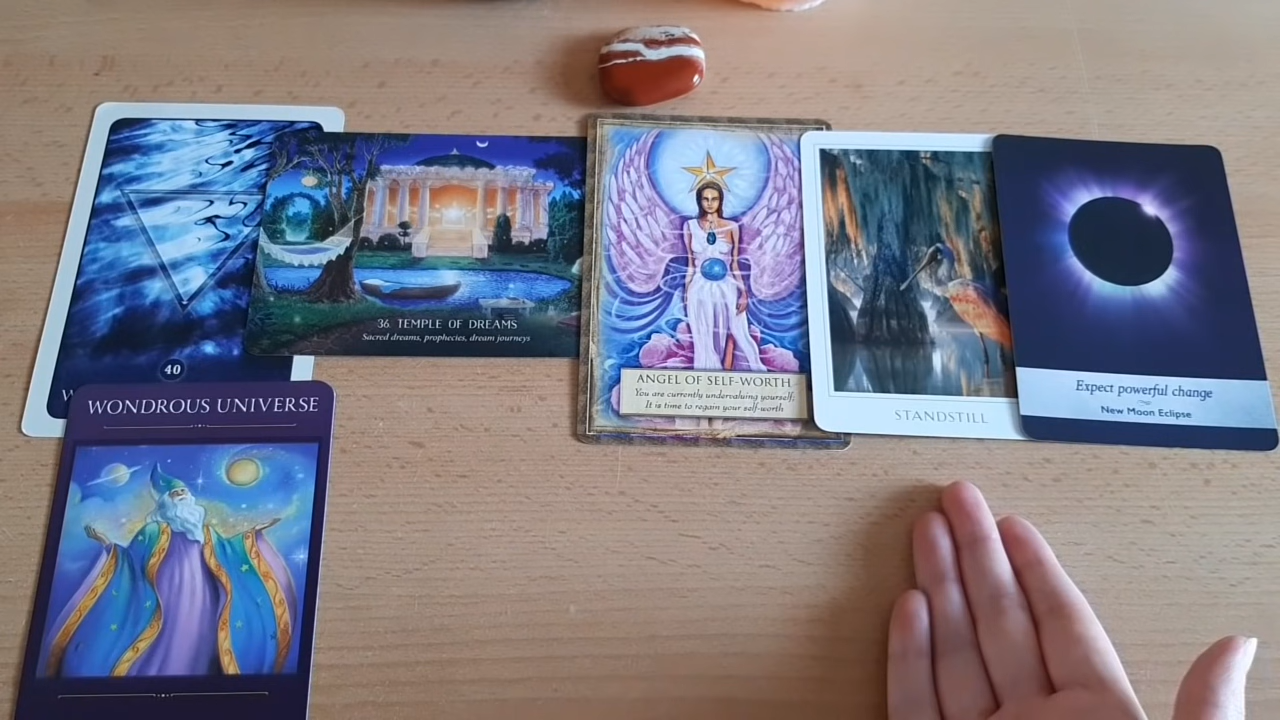 40
W
WONDROUS UNIVERSE
36 TEMPLE OF DREAMS
Sacred dreams, prophecies, dream journeys
ANGEL OF SELF-WORTH
You are currently undervaluing yourself;
It is time to regain your self-worth
STANDSTILL
Expect powerful change
New Moon Eclipse